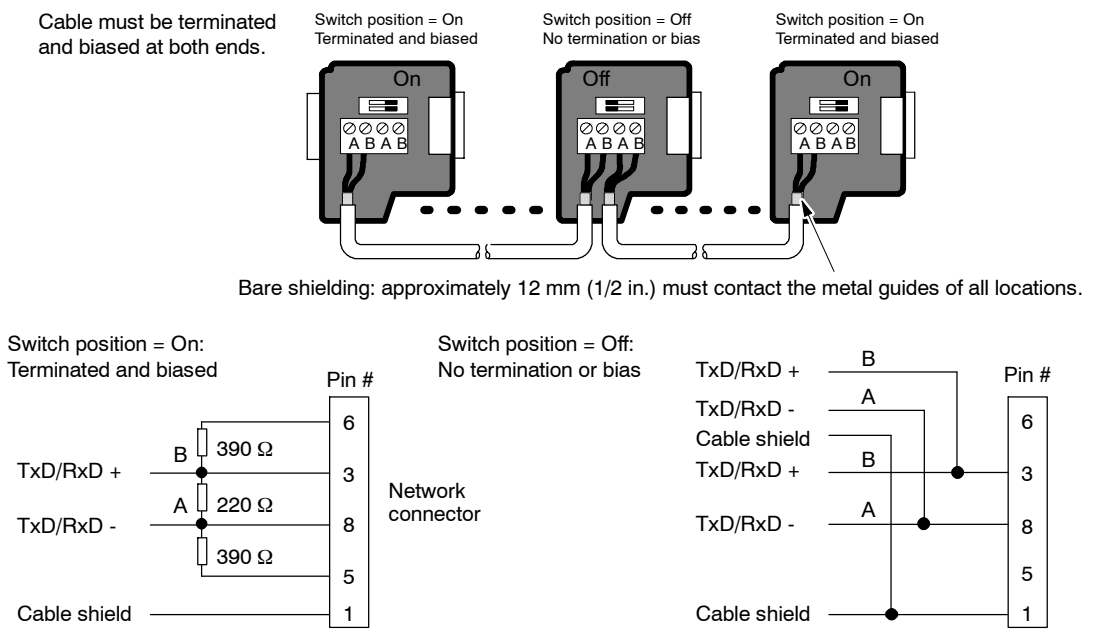 Cable must be terminated
and biased at both ends.
Switch position = On
Terminated and biased
Switch position = Off
No termination or bias
Switch position = On
Terminated and biased
On
Off
On
A B A B
A B A B
A B A B
Bare shielding: approximately 12 mm (1/2 in.) must contact the metal guides of all locations.
Switch position = On:
Terminated and biased
Pin #
6
390 Ω
B
TxD/RxD +
3
A
220 Ω
TxD/RxD -
8
390 Ω
5
Cable shield
1
Network
connector
Switch position = Off:
No termination or bias
TxD/RxD +
B
Pin #
TxD/RxD -
A
6
Cable shield
TxD/RxD +
B
3
TxD/RxD -
A
8
5
Cable shield
1